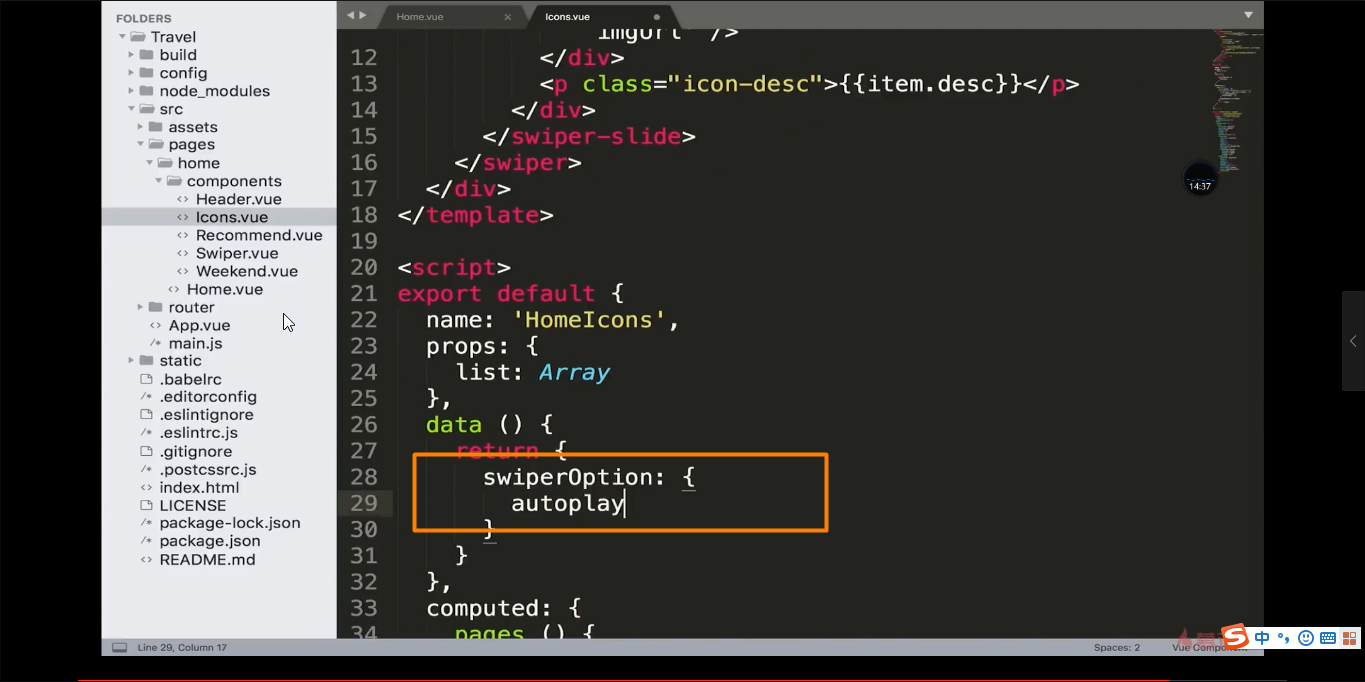 FOLDERS
Travel
build
config
node_modules
src
assets
pages
home
components
Header.vue
Icons.vue
Recommend.vue
Swiper.vue
Weekend.vue
Home.vue
router
App.vue
main.js
static
.babelrc
.editorconfig
.eslintignore
.eslintrc.js
.gitignore
.postcssrc.js
index.html
LICENSE
package-lock.json
package.json
README.md
Home.vue
Icons.vue
imgUrl" />
12 </div>
13 <p class="icon-desc">{{item.desc}}</p>
14 </div>
15 </swiper-slide>
16 </swiper>
17 </div>
18 </template>
19
20 <script>
21 export default {
22 name: 'HomeIcons',
23 props: {
24 list: Array
25 },
26 data () {
27 return {
28 swiperOption: {
29 autoplay
30 }
31 }
32 },
33 computed: {
34 pages () {
14:37
Line 29, Column 17
Spaces: 2
Vue Component
S 中 °,